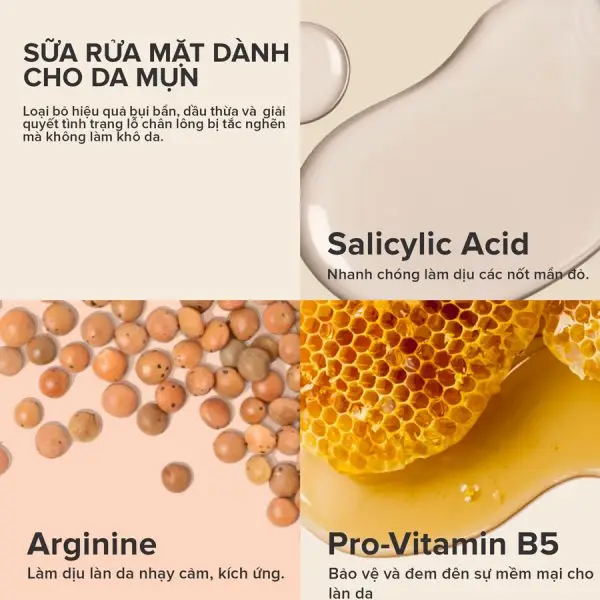 SỮA RỬA MẶT DÀNH
CHO DA MỤN
Loại bỏ hiệu quả bụi bẩn, dầu thừa và giải
quyết tình trạng lỗ chân lông bị tắc nghẽn
mà không làm khô da.
Salicylic Acid
Nhanh chóng làm dịu các nốt mẩn đỏ.
Arginine
Làm dịu làn da nhạy cảm, kích ứng.
Pro-Vitamin B5
Bảo vệ và đem đến sự mềm mại cho
làn da